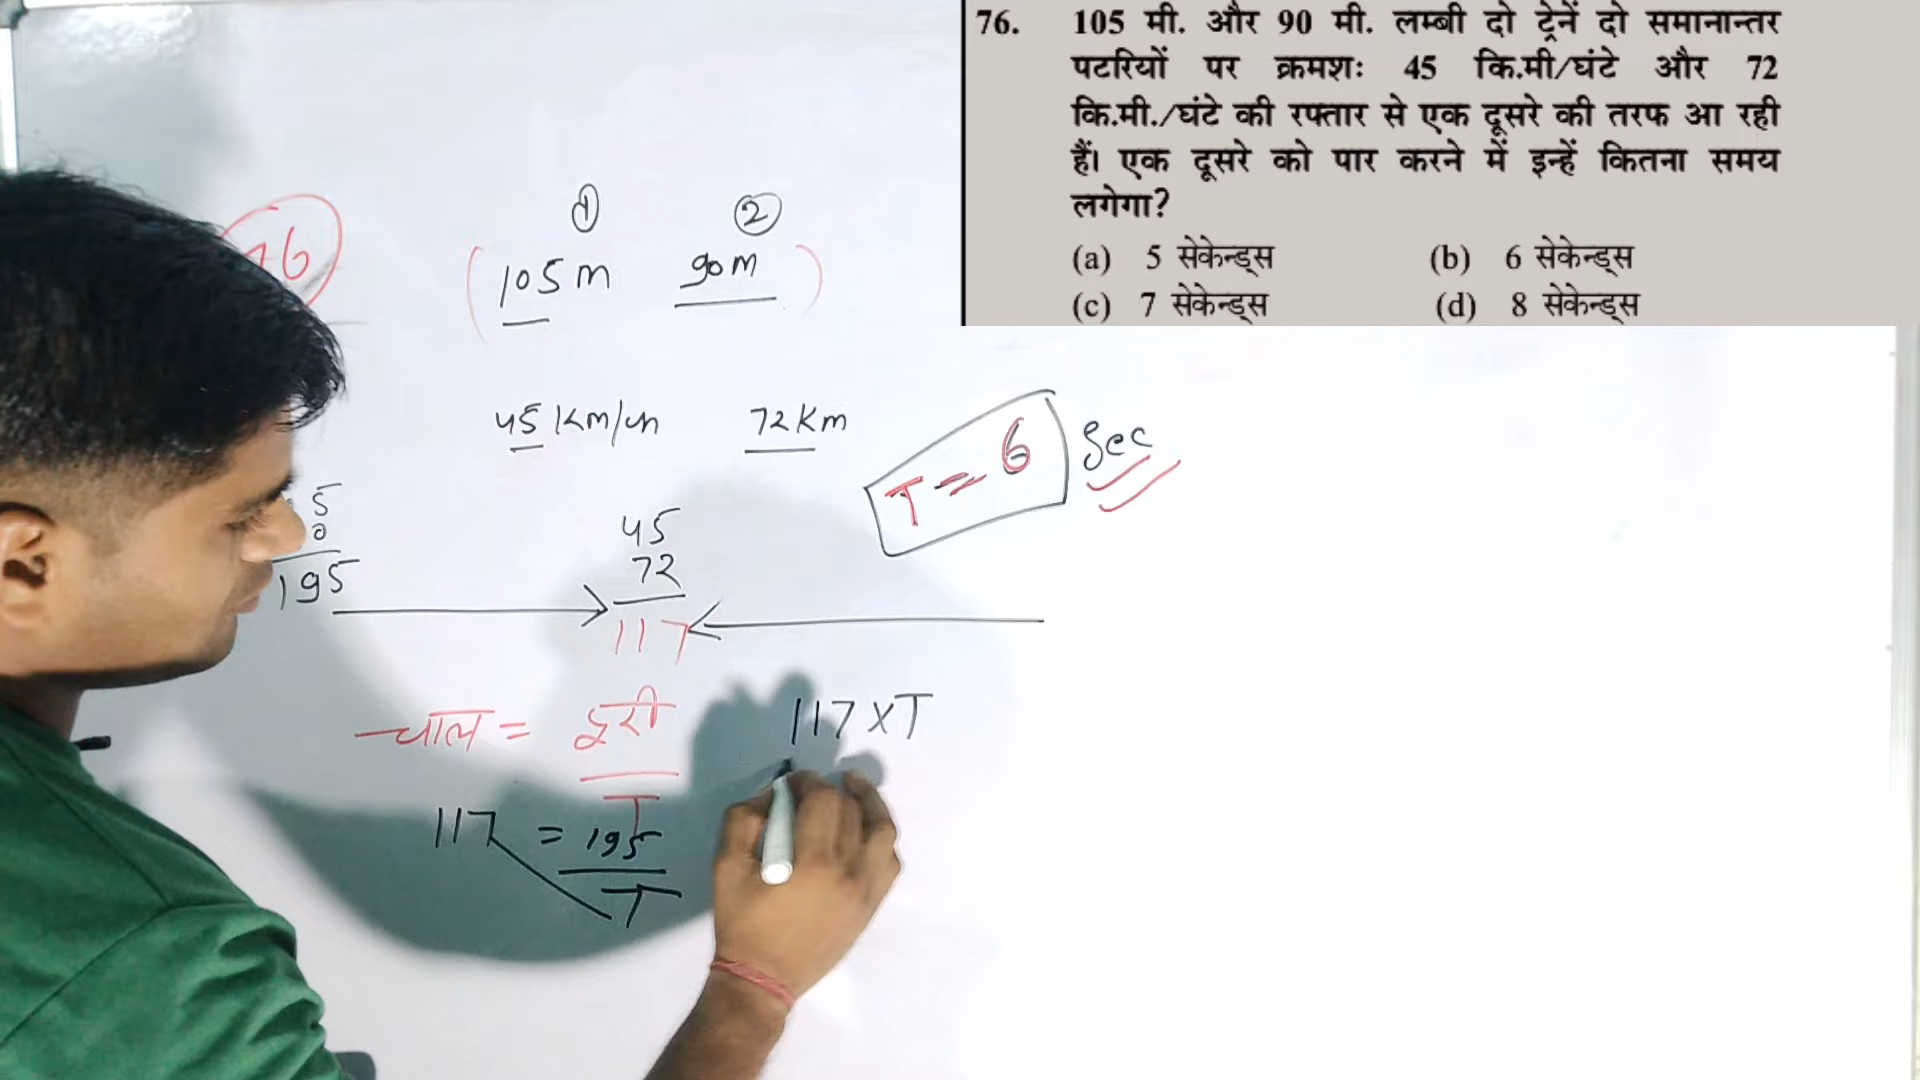 76. 105 मी. और 90 मी. लम्बी दो ट्रेनें दो समानान्तर
पटरियों पर क्रमशः 45 कि.मी/घंटे और 72
कि.मी./घंटे की रफ्तार से एक दूसरे की तरफ आ रही
हैं। एक दूसरे को पार करने में इन्हें कितना समय
लगेगा?
(a) 5 सेकेन्ड्स (b) 6 सेकेन्ड्स
(c) 7 सेकेन्ड्स (d) 8 सेकेन्ड्स
1 2
(105m 90m)
45 Km/h 72 Km
T = 6 Sec
5
0
195
45
72
117
चाल = दूरी
T
117 = 195
T
117 X T